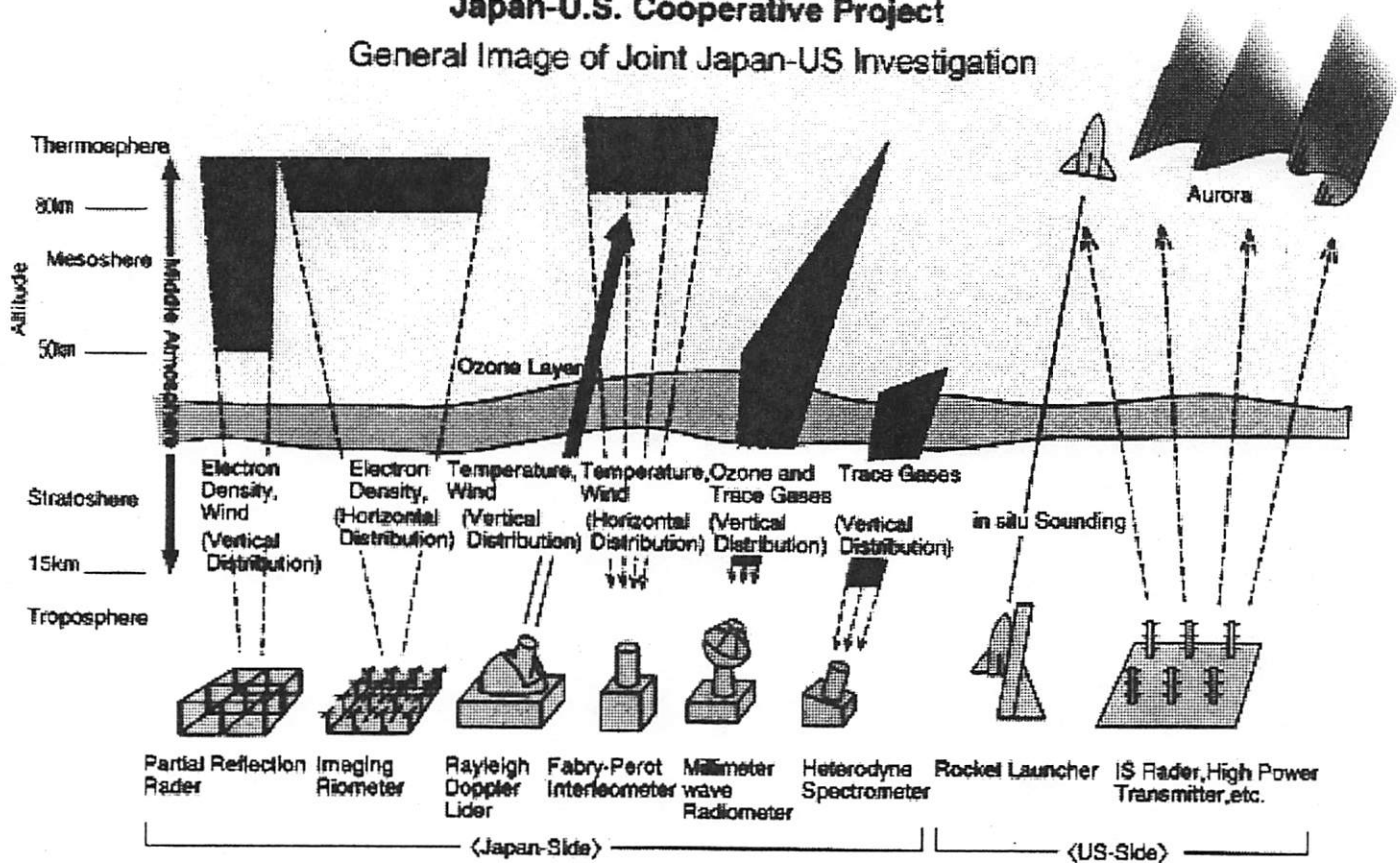 Japan-U.S. Cooperative Project
General Image of Joint Japan-US Investigation
Thermosphere
80km
Mesoshere
Altitude
Middle Atmosphere
50km
Stratoshere
15km
Troposphere
Ozone Layer
Aurora
Electron
Density,
Wind
(Vertical
Distribution)
Electron
Density,
(Horizontal
Distribution)
Temperature,
Wind
(Vertical
Distribution)
Temperature,
Wind
(Horizontal
Distribution)
Ozone and
Trace Gases
(Vertical
Distribution)
Trace Gases
(Vertical
Distribution)
in situ Sounding
Partial Reflection
Rader
Imaging
Riometer
Rayleigh
Doppler
Lider
Fabry-Perot
Interleometer
Millimeter
wave
Radiometer
Heterodyne
Spectrometer
Rocket Launcher
IS Rader,High Power
Transmitter,etc.
〈Japan-Side〉
〈US-Side〉